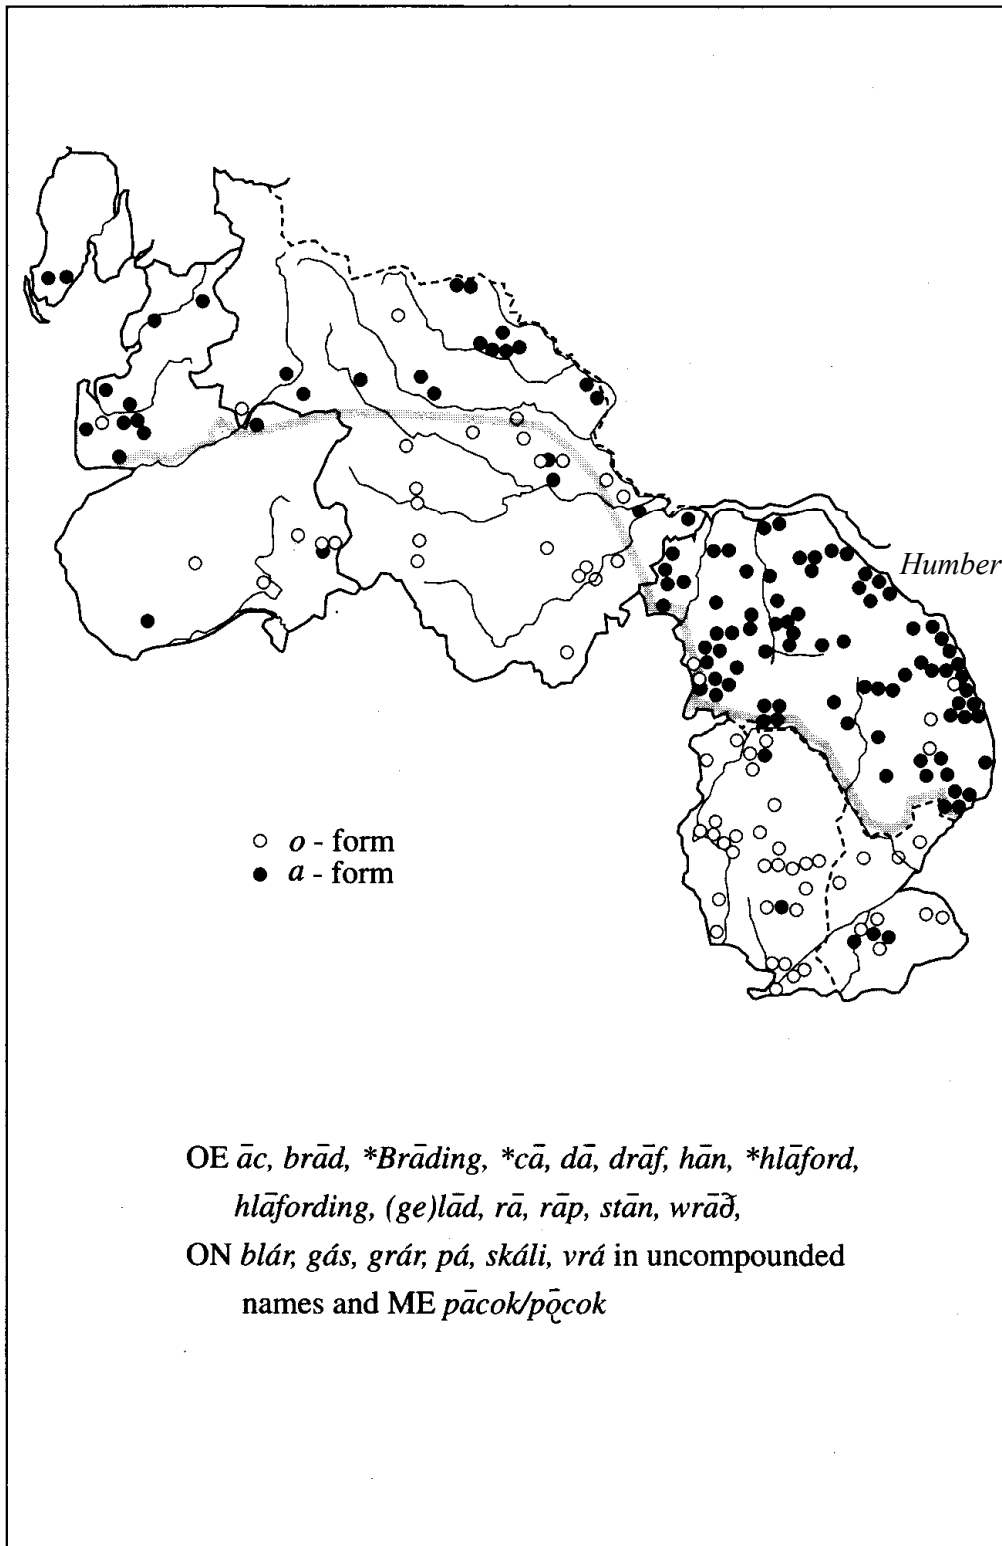 Humber
o - form
a - form
OE āc, brād, *Brāding, *cā, dā, drāf, hān, *hlāford,
hlāfording, (ge)lād, rā, rāp, stān, wrāð,
ON blár, gás, grár, pá, skáli, vrá in uncompounded
names and ME pācok/pǭcok